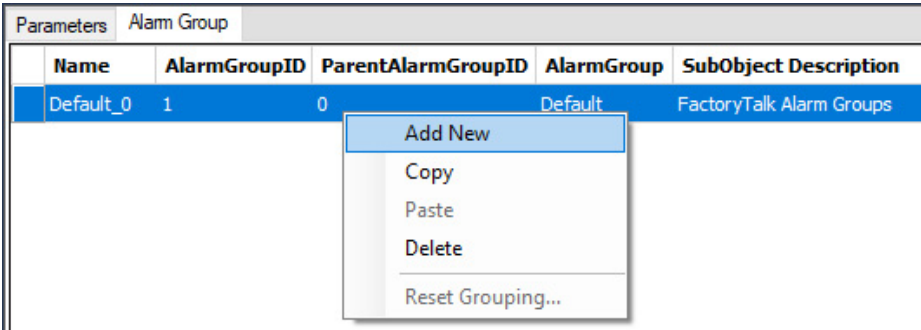 Parameters Alarm Group
Name AlarmGroupID ParentAlarmGroupID AlarmGroup SubObject Description
Default_0 1 0 Default FactoryTalk Alarm Groups
Add New
Copy
Paste
Delete
Reset Grouping...